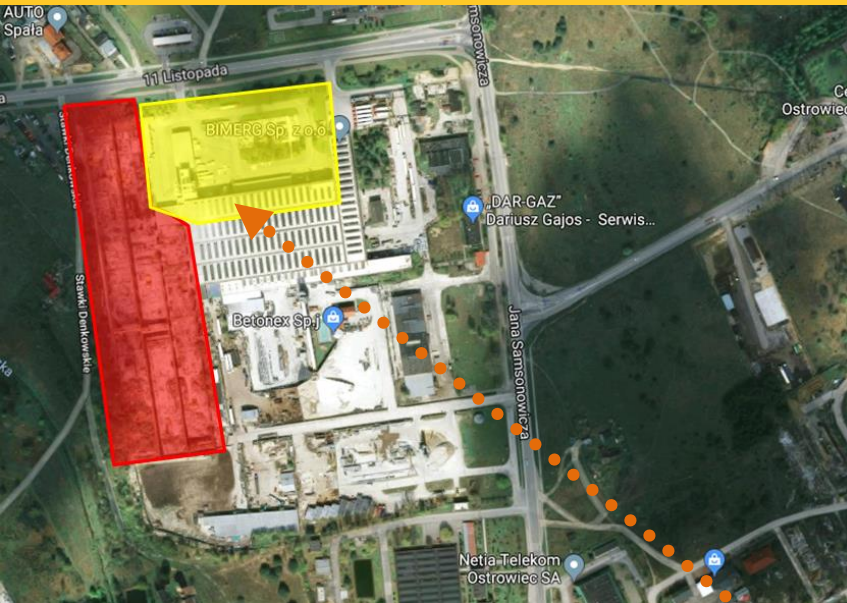 AUTO
Spała
11 Listopada
BIMERG Sp. z o.o.
„DAR-GAZ”
Dariusz Gajos - Serwis...
Ostrowiec
Stawki Denkowskie
Stawki Denkowskie
Betonex Sp.j
Jana Samsonowicza
Netia Telekom
Ostrowiec SA